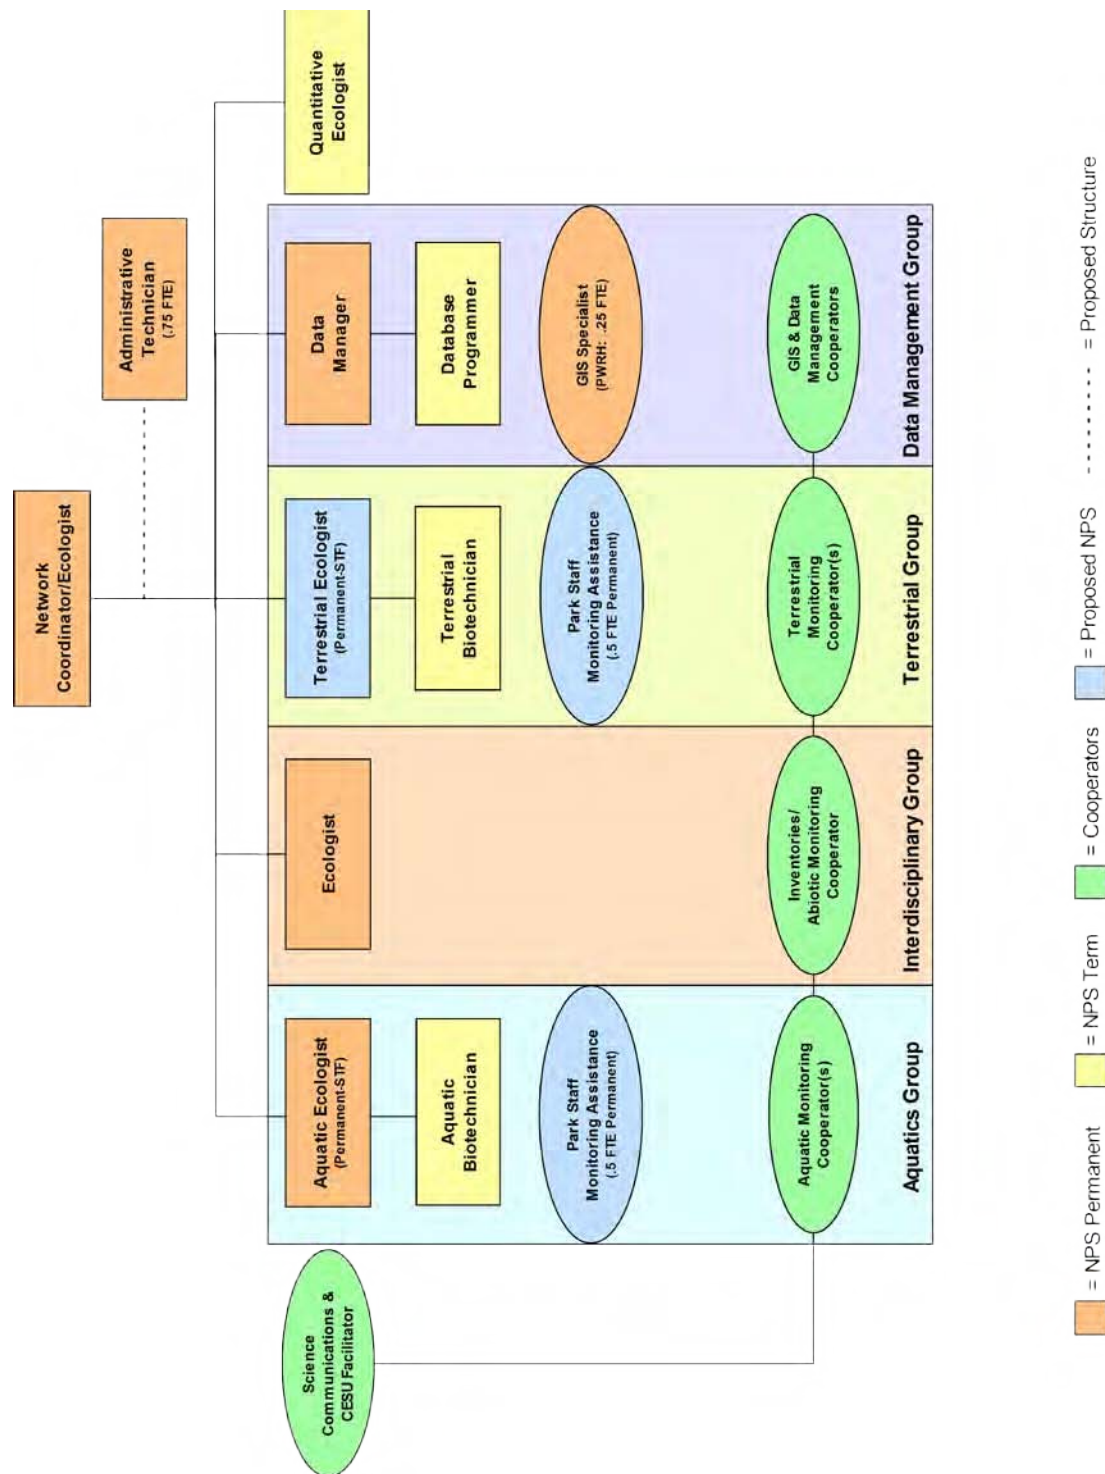 Network
Coordinator/Ecologist
Administrative
Technician
(.75 FTE)
Science
Communications &
CESU Facilitator
Aquatic Ecologist
(Permanent-STF)
Ecologist
Terrestrial Ecologist
(Permanent-STF)
Data
Manager
Quantitative
Ecologist
Aquatic
Biotechnician
Terrestrial
Biotechnician
Database
Programmer
Park Staff
Monitoring Assistance
(.5 FTE Permanent)
Park Staff
Monitoring Assistance
(.5 FTE Permanent)
GIS Specialist
(PWRH: .25 FTE)
Aquatic Monitoring
Cooperator(s)
Inventories/
Abiotic Monitoring
Cooperator
Terrestrial
Monitoring
Cooperator(s)
GIS & Data
Management
Cooperators
Aquatics Group
Interdisciplinary Group
Terrestrial Group
Data Management Group
= NPS Permanent
= NPS Term
= Cooperators
= Proposed NPS
= Proposed Structure